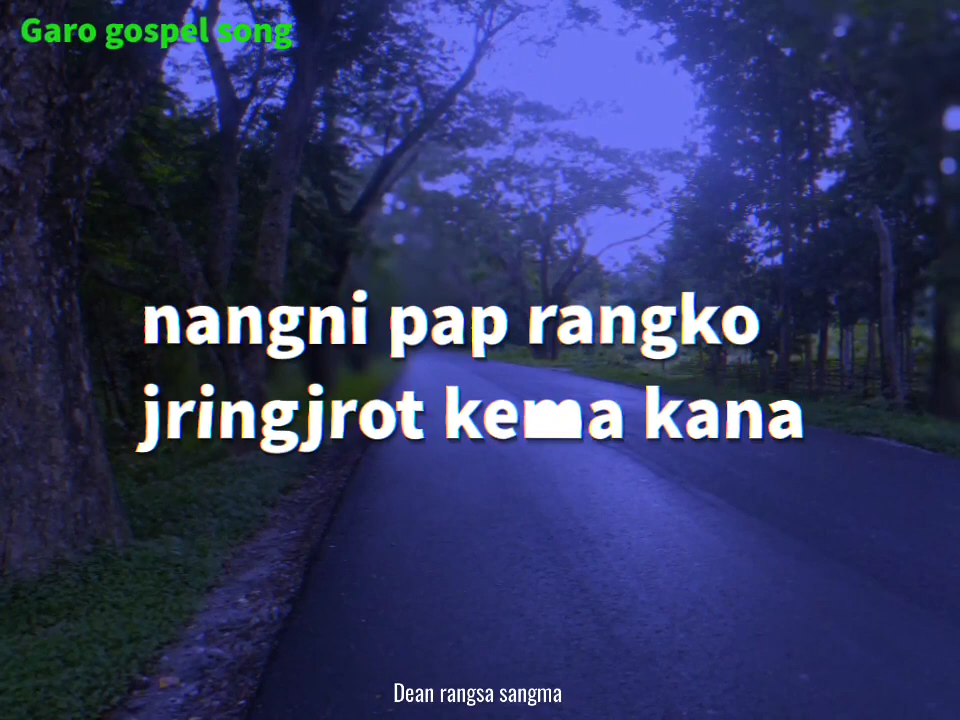 Garo gospel song
nangni pap rangko
jringjrot kema kana
Dean rangsa sangma